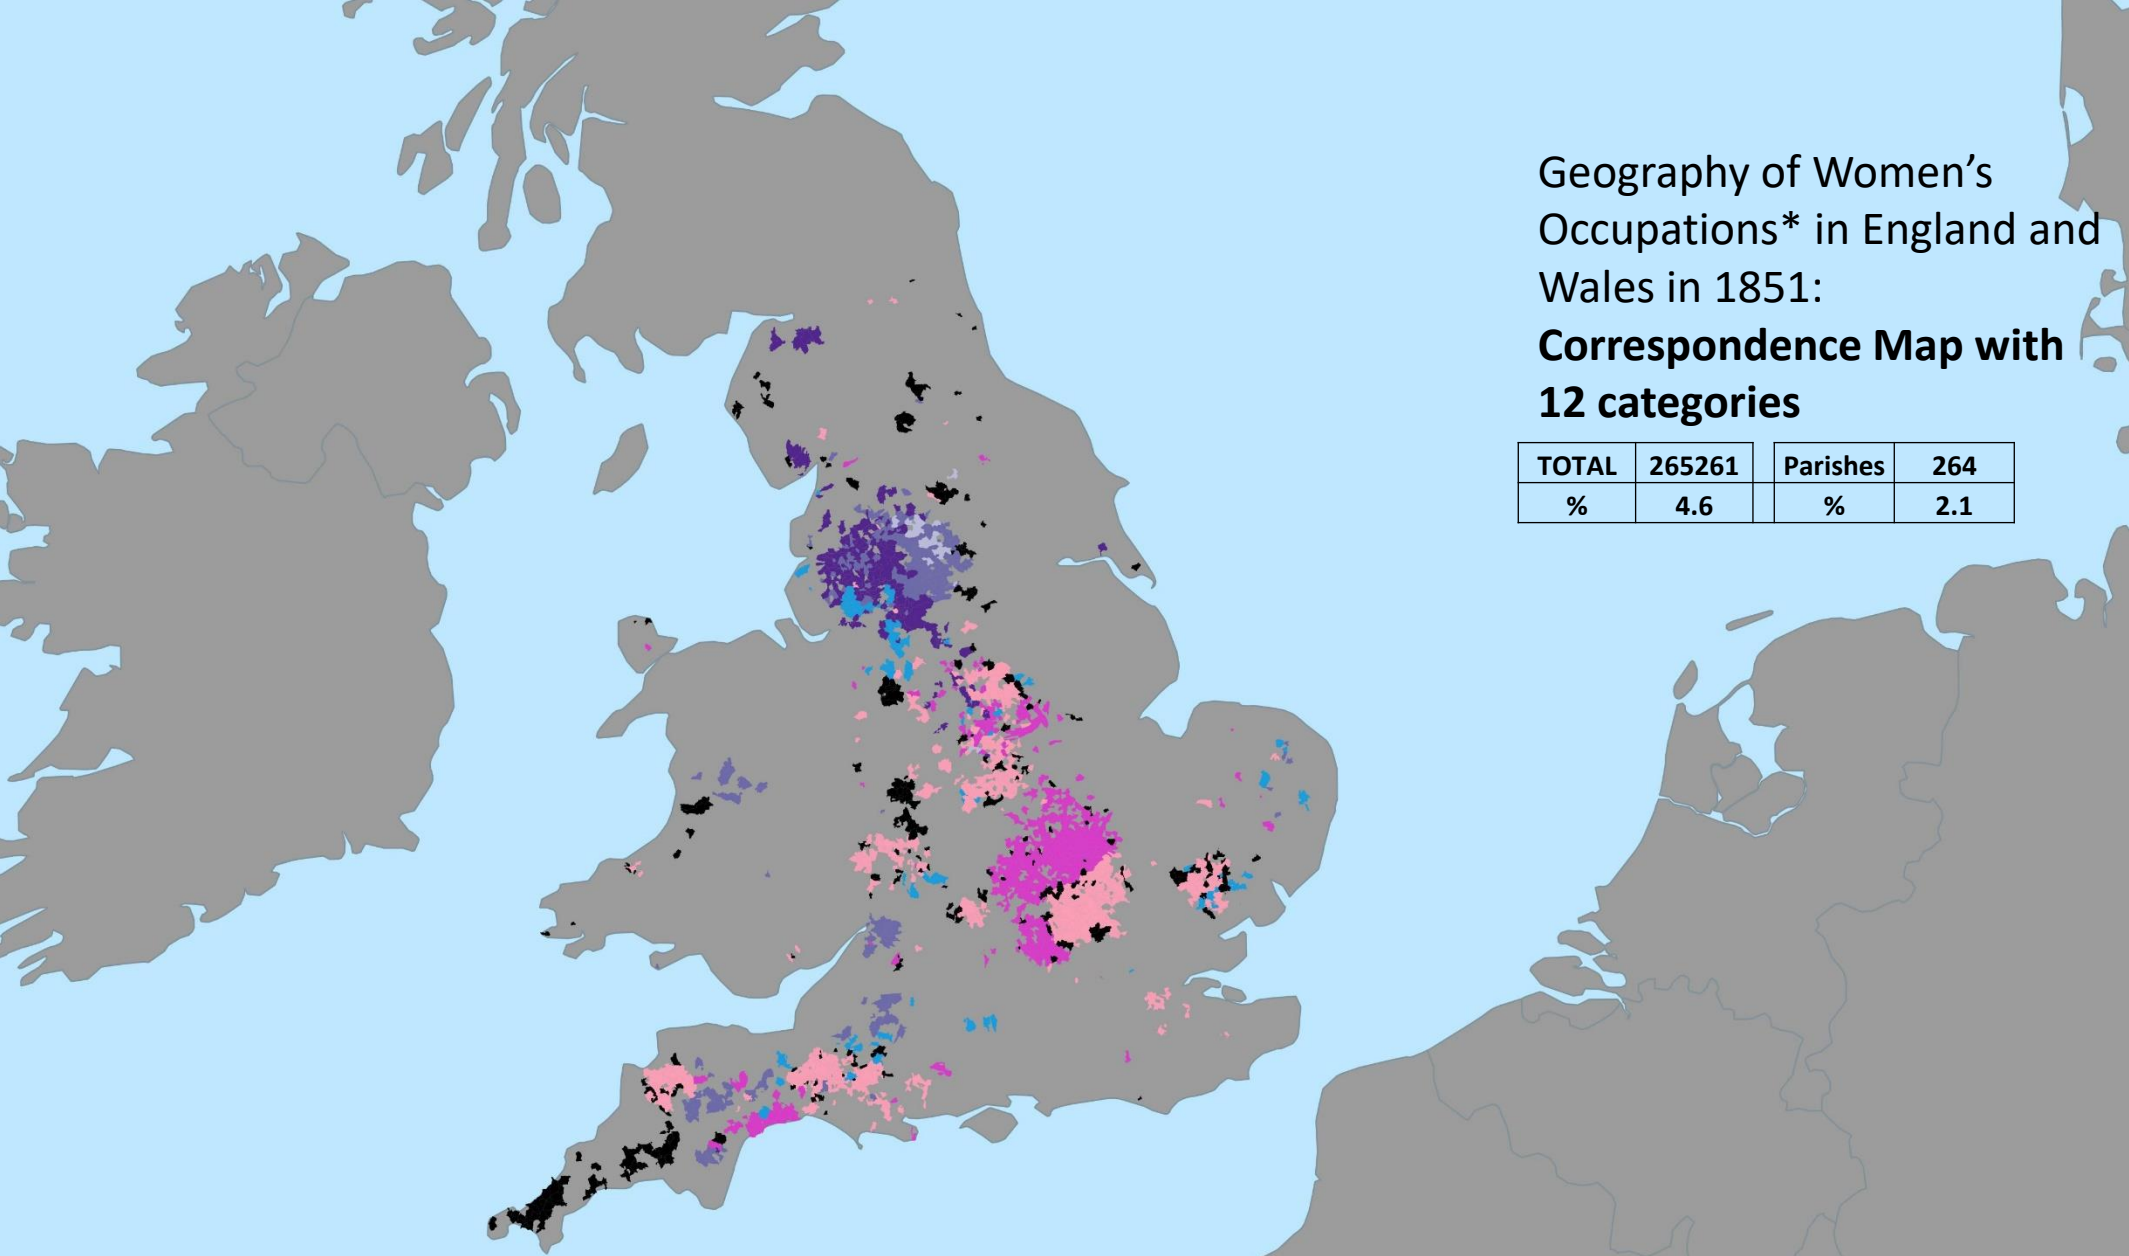 Geography of Women’s
Occupations* in England and
Wales in 1851:
Correspondence Map with
12 categories
TOTAL 265261 Parishes 264
% 4.6 % 2.1